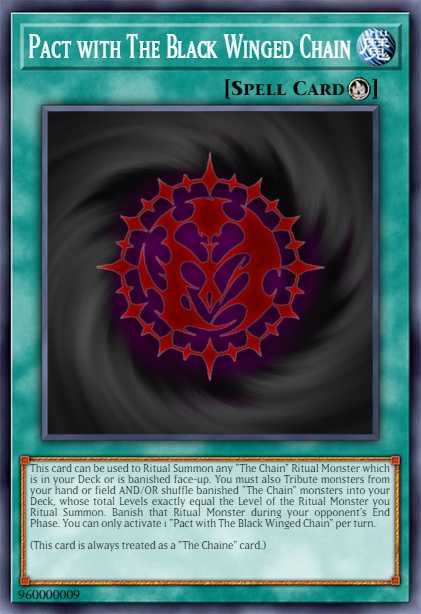 Pact with The Black Winged Chain
魔
[Spell Card]
This card can be used to Ritual Summon any "The Chain" Ritual Monster which
is in your Deck or is banished face-up. You must also Tribute monsters from
your hand or field AND/OR shuffle banished "The Chain" monsters into your
Deck, whose total Levels exactly equal the Level of the Ritual Monster you
Ritual Summon. Banish that Ritual Monster during your opponent's End
Phase. You can only activate 1 "Pact with The Black Winged Chain" per turn.
(This card is always treated as a "The Chaine" card.)
960000009